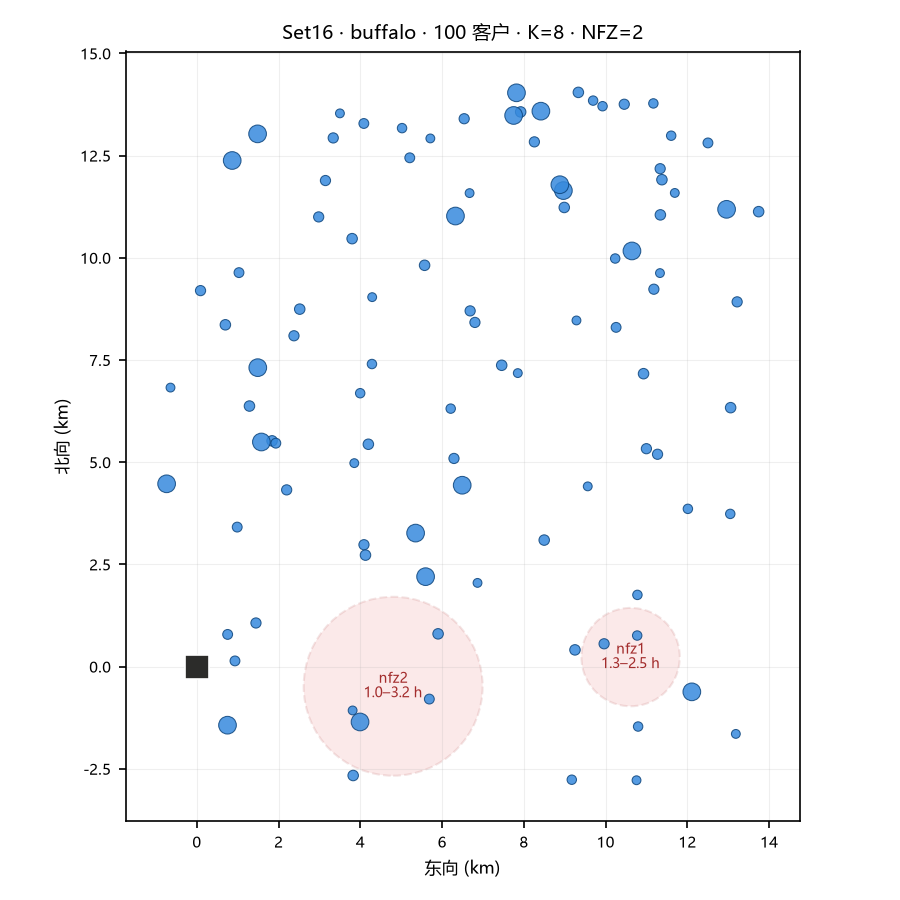 Set16 · buffalo · 100 客户 · K=8 · NFZ=2
15.0
12.5
10.0
7.5
5.0
2.5
0.0
-2.5
北向 (km)
nfz1
1.3–2.5 h
nfz2
1.0–3.2 h
0
2
4
6
8
10
12
14
东向 (km)